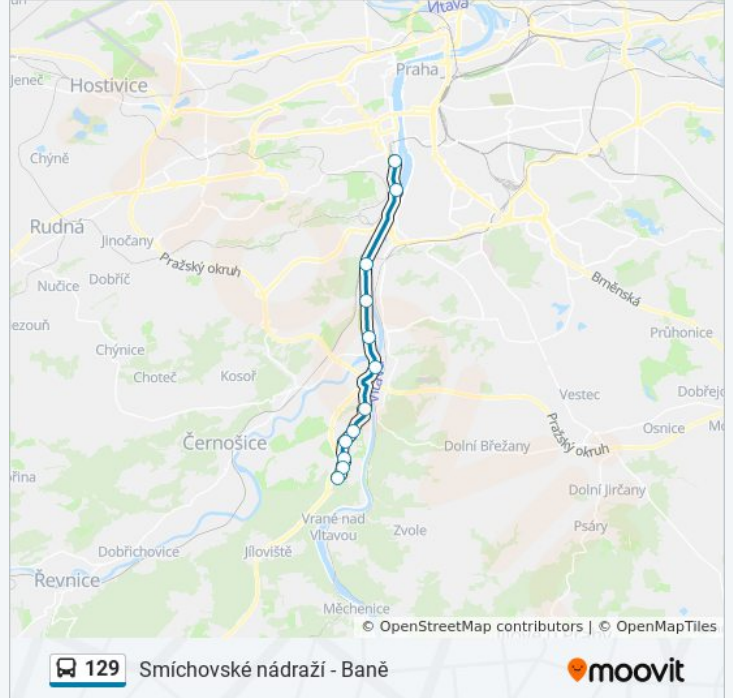 Vltava
Praha
Jeneč
Hostivice
Chýně
Rudná
Jinočany
Pražský okruh
Nučice
Dobříč
Brněnská
ezouň
Chýnice
Průhonice
Choteč
Kosoř
Vltava
Vestec
Dobřej
Osnice
Černošice
Dolní Břežany
Pražský okruh
ořina
Dolní Jirčany
Vrané nad
Vltavou
Zvole
Psáry
Dobřichovice
Jíloviště
Řevnice
Měchenice
© OpenStreetMap contributors | © OpenMapTiles
129 Smíchovské nádraží - Baně
moovit